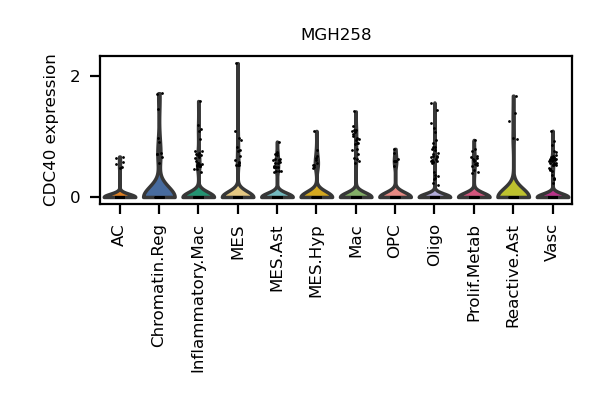 MGH258
CDC40 expression
2
0
AC
Chromatin.Reg
Inflammatory.Mac
MES
MES.Ast
MES.Hyp
Mac
OPC
Oligo
Prolif.Metab
Reactive.Ast
Vasc